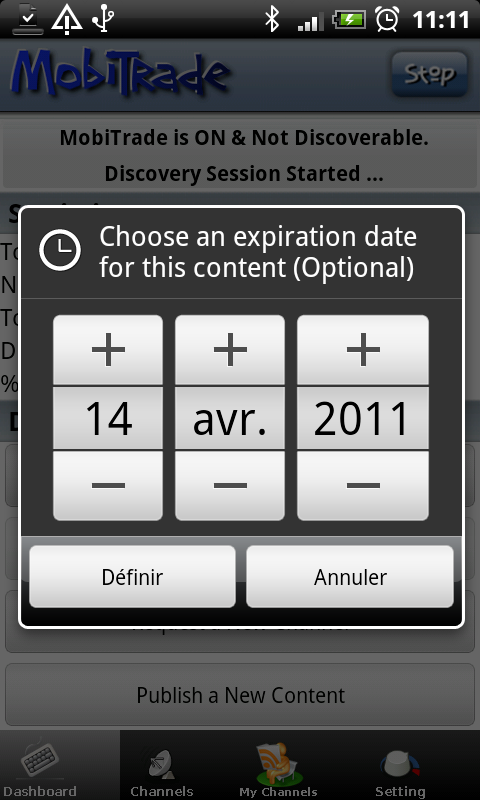 11:11
MobiTrade
Stop
MobiTrade is ON & Not Discoverable.
Discovery Session Started ...
Choose an expiration date
for this content (Optional)
14 avr. 2011
Définir Annuler
Publish a New Content
Dashboard Channels My Channels Setting